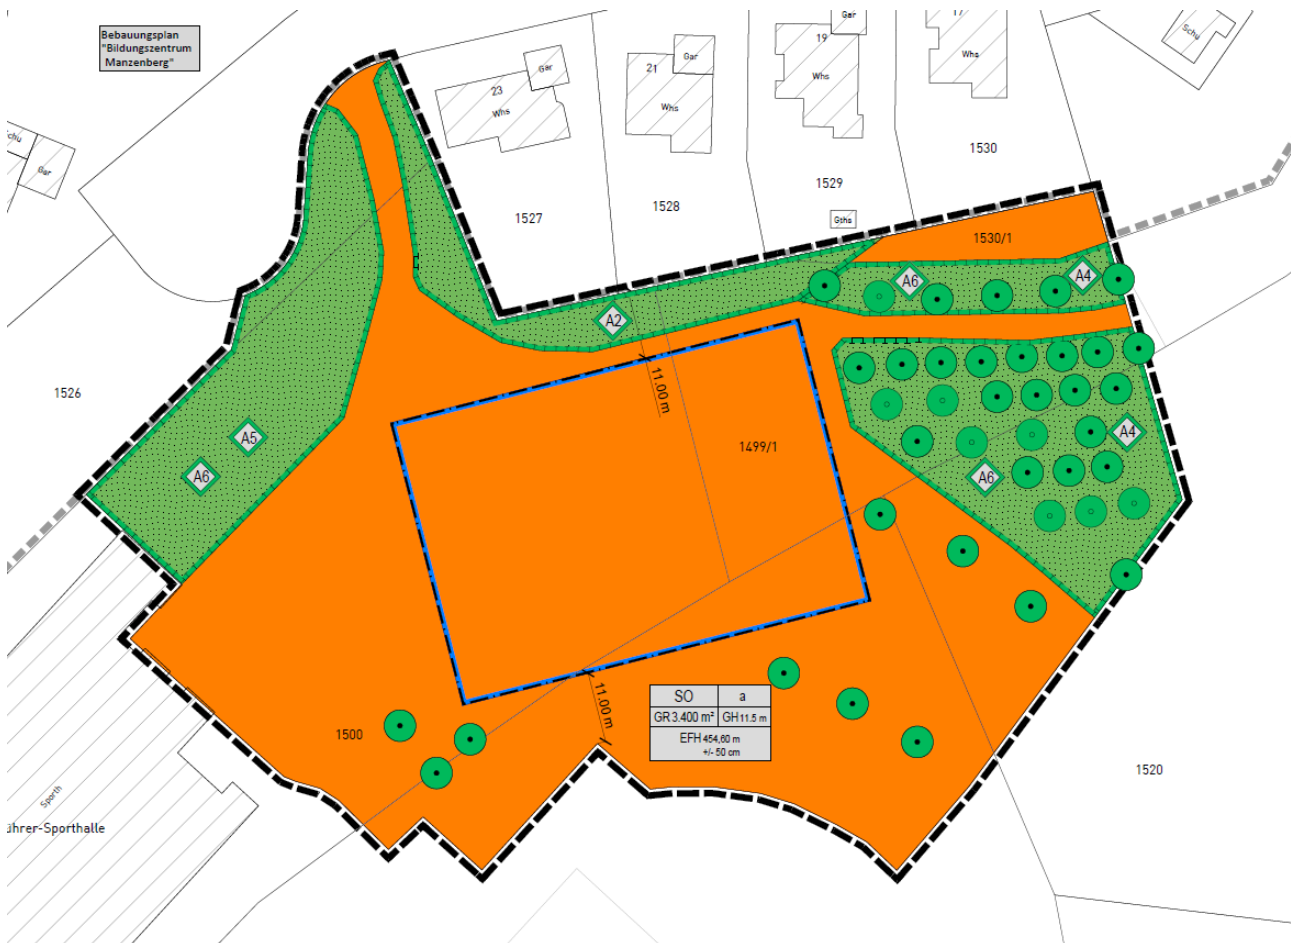 Bebauungsplan
"Bildungszentrum
Manzenberg"
Gar
17
Whs
Schu
19
Whs
Gar
21
Whs
Gar
23
Whs
Gar
1530
1529
1528
1527
Gths
1530/1
A6
A4
A2
1526
A5
A6
11.00 m
1499/1
A4
A6
11.00 m
SO a
GR 3.400 m² GH 11.5 m
EFH 454,60 m
+/- 50 cm
1500
1520
Sporth
ührer-Sporthalle
chu
Gar